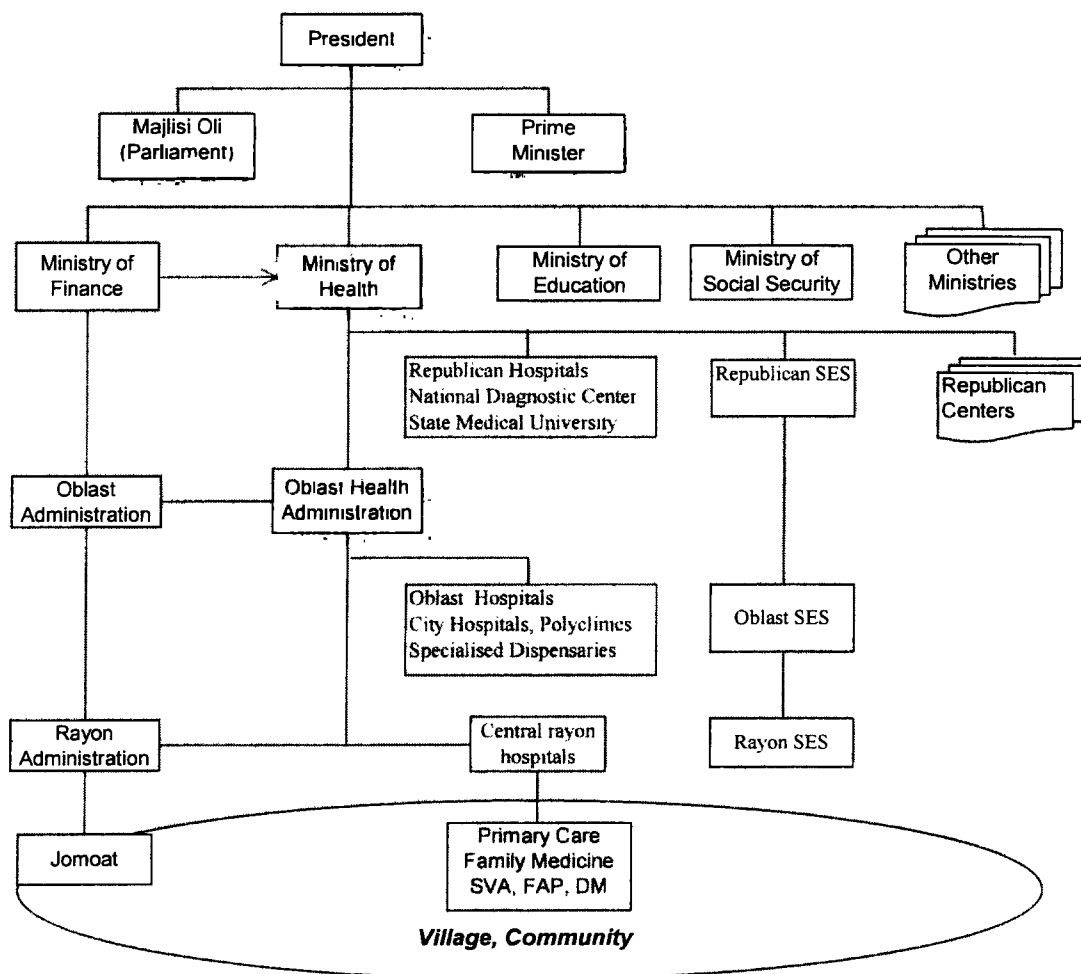 President
Majlisi Oli
(Parliament)
Prime
Minister
Ministry of
Finance
Ministry of
Health
Ministry of
Education
Ministry of
Social Security
Other
Ministries
Republican Hospitals
National Diagnostic Center
State Medical University
Republican SES
Republican
Centers
Oblast
Administration
Oblast Health
Administration
Oblast Hospitals
City Hospitals, Polyclinics
Specialised Dispensaries
Oblast SES
Rayon
Administration
Central rayon
hospitals
Rayon SES
Jomoat
Primary Care
Family Medicine
SVA, FAP, DM
Village, Community